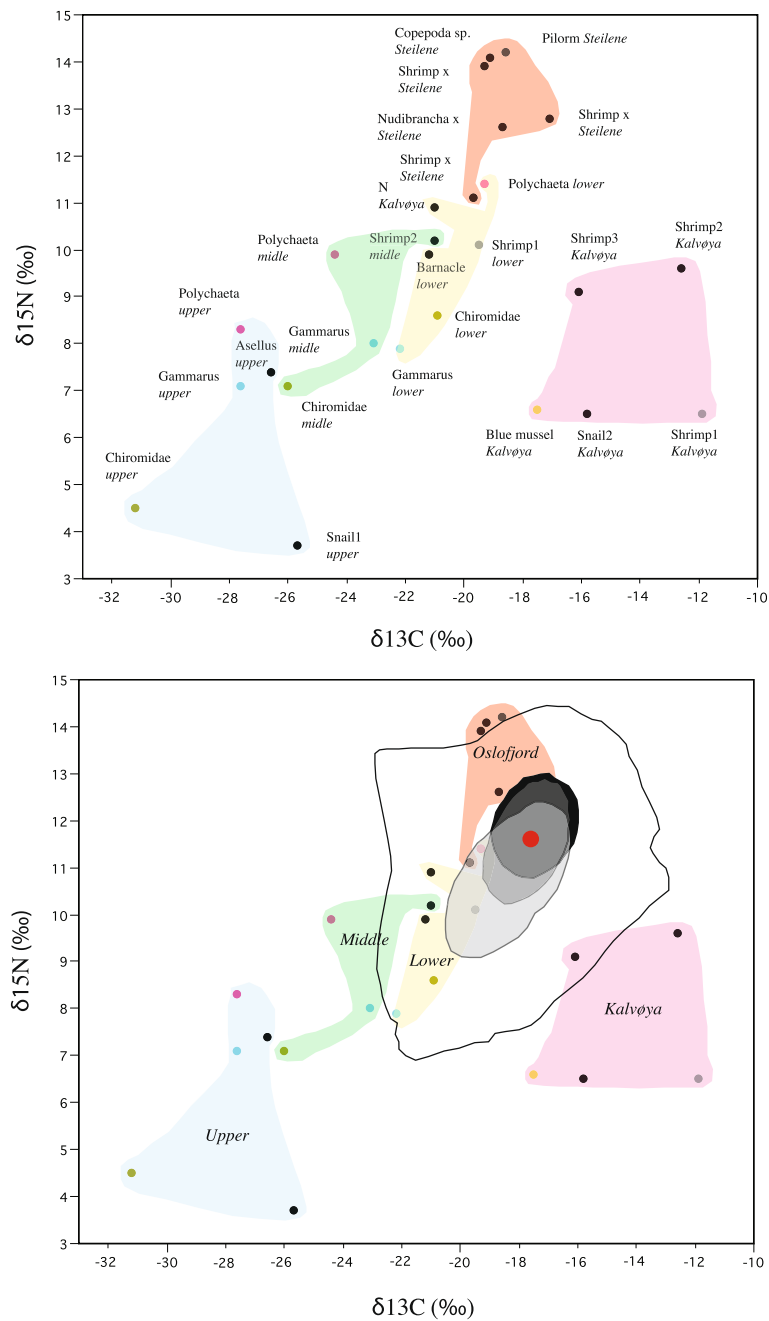 15
14
13
12
11
10
9
8
7
6
5
4
3
δ15N (‰)
Copepoda sp.
Steilene
Pilorm Steilene
Shrimp x
Steilene
Nudibrancha x
Steilene
Shrimp x
Steilene
Shrimp x
Steilene
Polychaeta lower
N
Kalvøya
Polychaeta
middle
Shrimp2
middle
Shrimp1
lower
Barnacle
lower
Shrimp3
Kalvøya
Shrimp2
Kalvøya
Polychaeta
upper
Asellus
upper
Gammarus
middle
Chiromidae
lower
Gammarus
upper
Gammarus
lower
Chiromidae
middle
Blue mussel
Kalvøya
Snail2
Kalvøya
Shrimp1
Kalvøya
Chiromidae
upper
Snail1
upper
-32 -30 -28 -26 -24 -22 -20 -18 -16 -14 -12 -10
δ13C (‰)
15
14
13
12
11
10
9
8
7
6
5
4
3
δ15N (‰)
Oslofjord
Middle
Lower
Kalvøya
Upper
-32 -30 -28 -26 -24 -22 -20 -18 -16 -14 -12 -10
δ13C (‰)